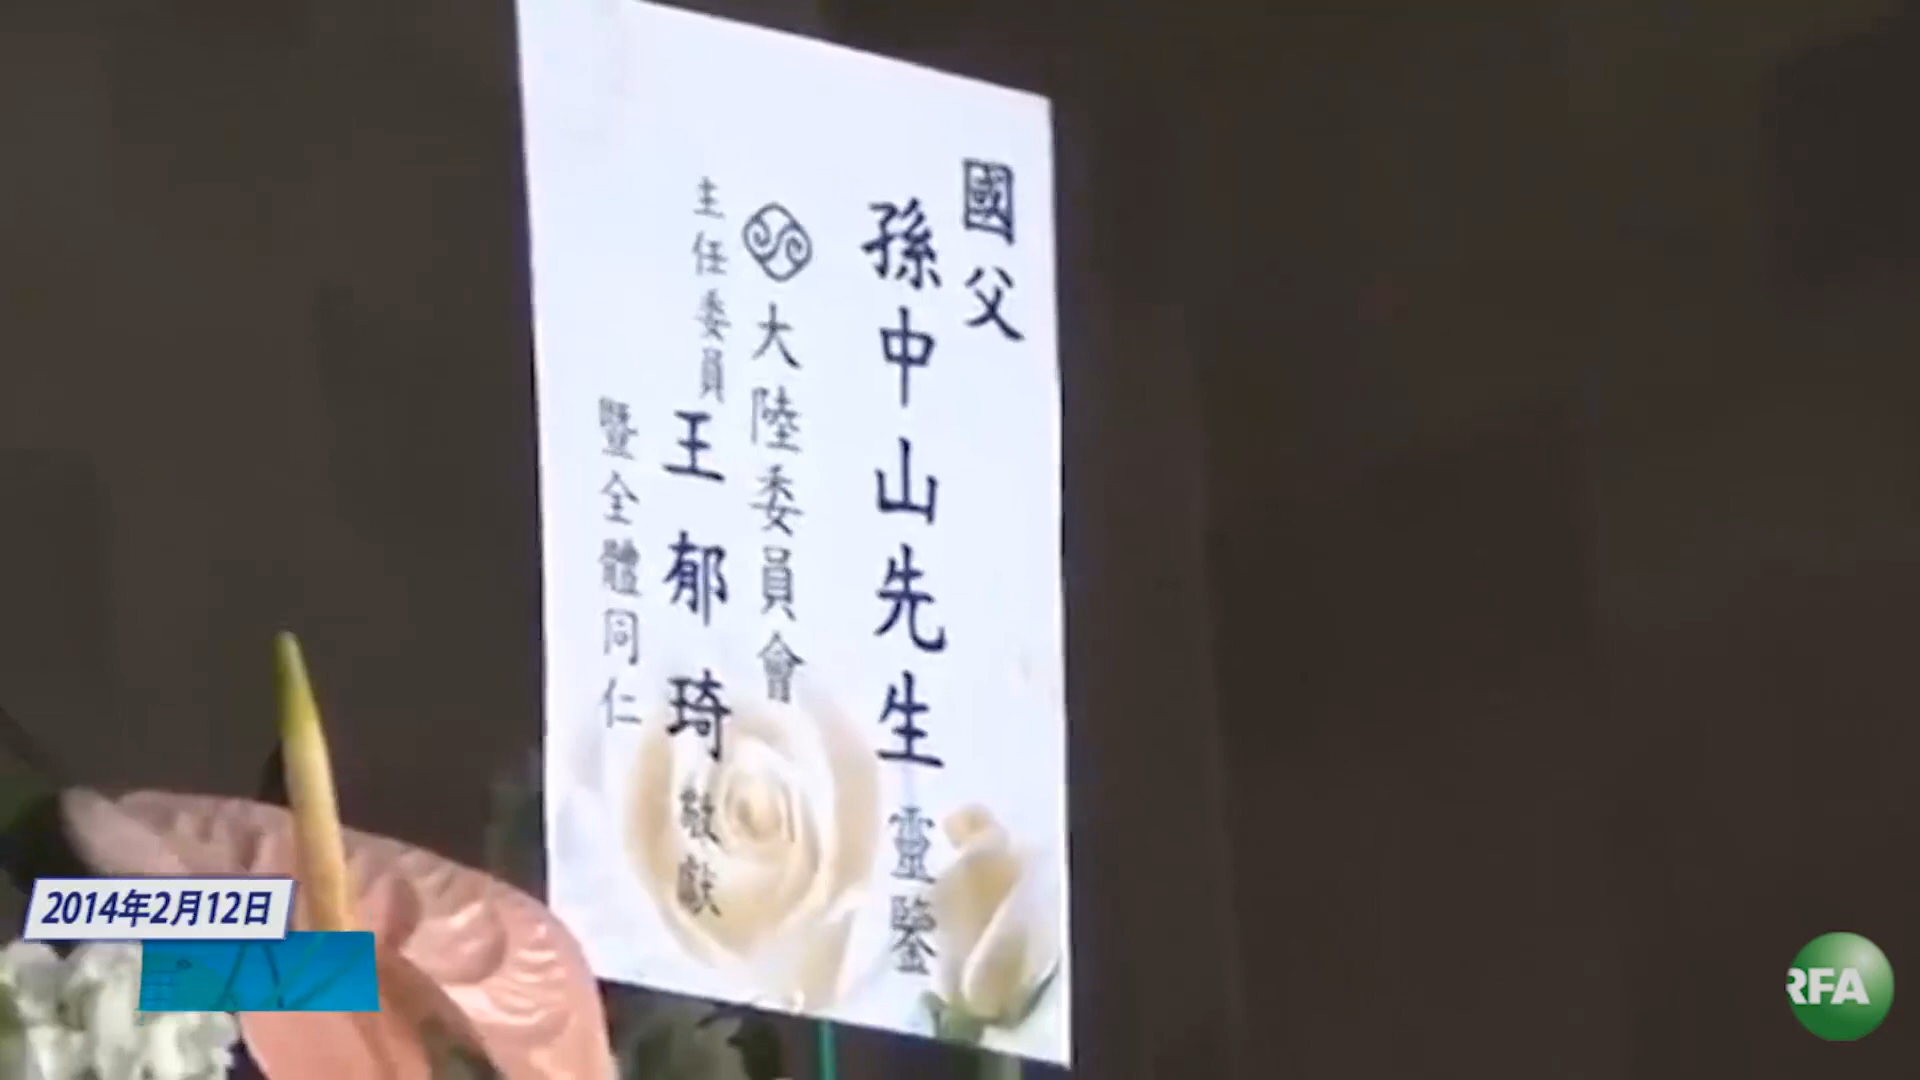 國父
孫中山先生靈鑒
大陸委員會
主任委員王郁琦敬獻
暨全體同仁
2014年2月12日
RFA